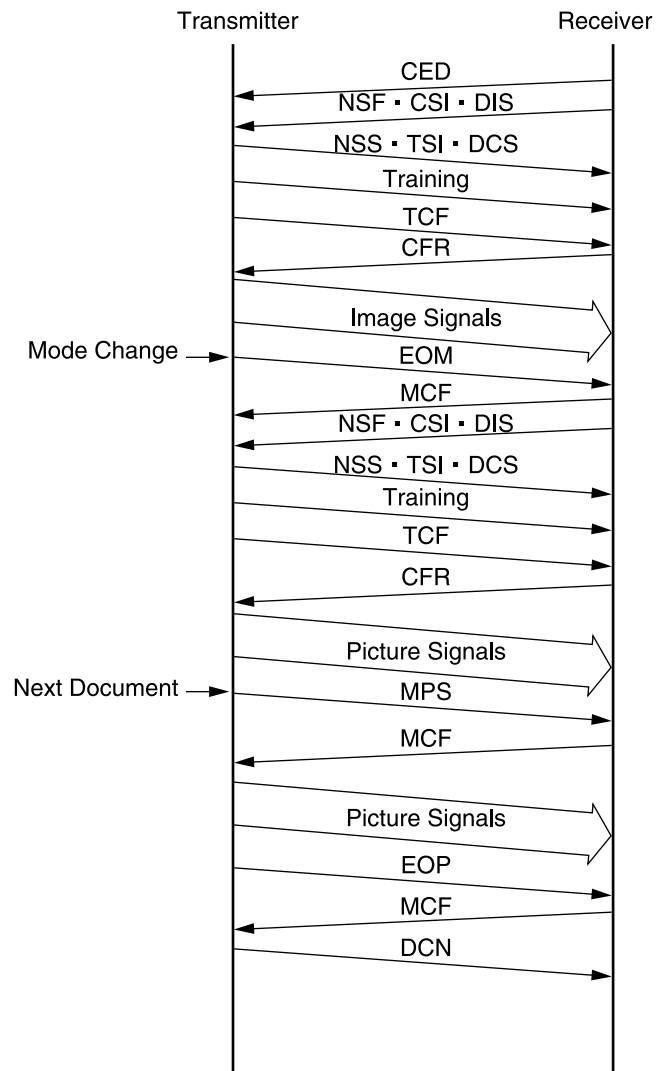 Transmitter Receiver
CED
NSF・CSI・DIS
NSS・TSI・DCS
Training
TCF
CFR
Image Signals
Mode Change
EOM
MCF
NSF・CSI・DIS
NSS・TSI・DCS
Training
TCF
CFR
Picture Signals
Next Document
MPS
MCF
Picture Signals
EOP
MCF
DCN